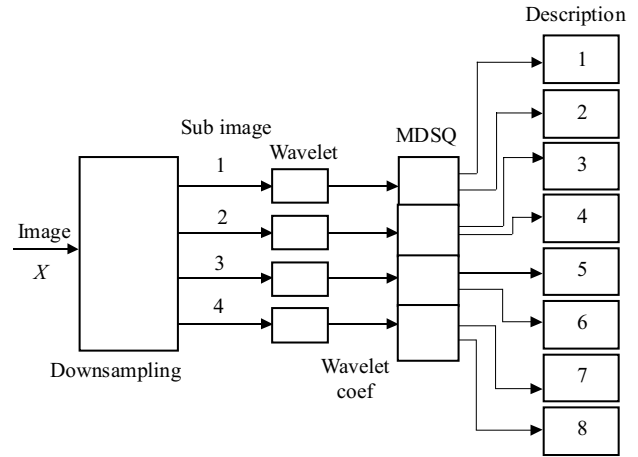 Description
1
2
3
4
5
6
7
8
MDSQ
Sub image
Wavelet
1
2
3
4
Image
X
Downsampling
Wavelet
coef